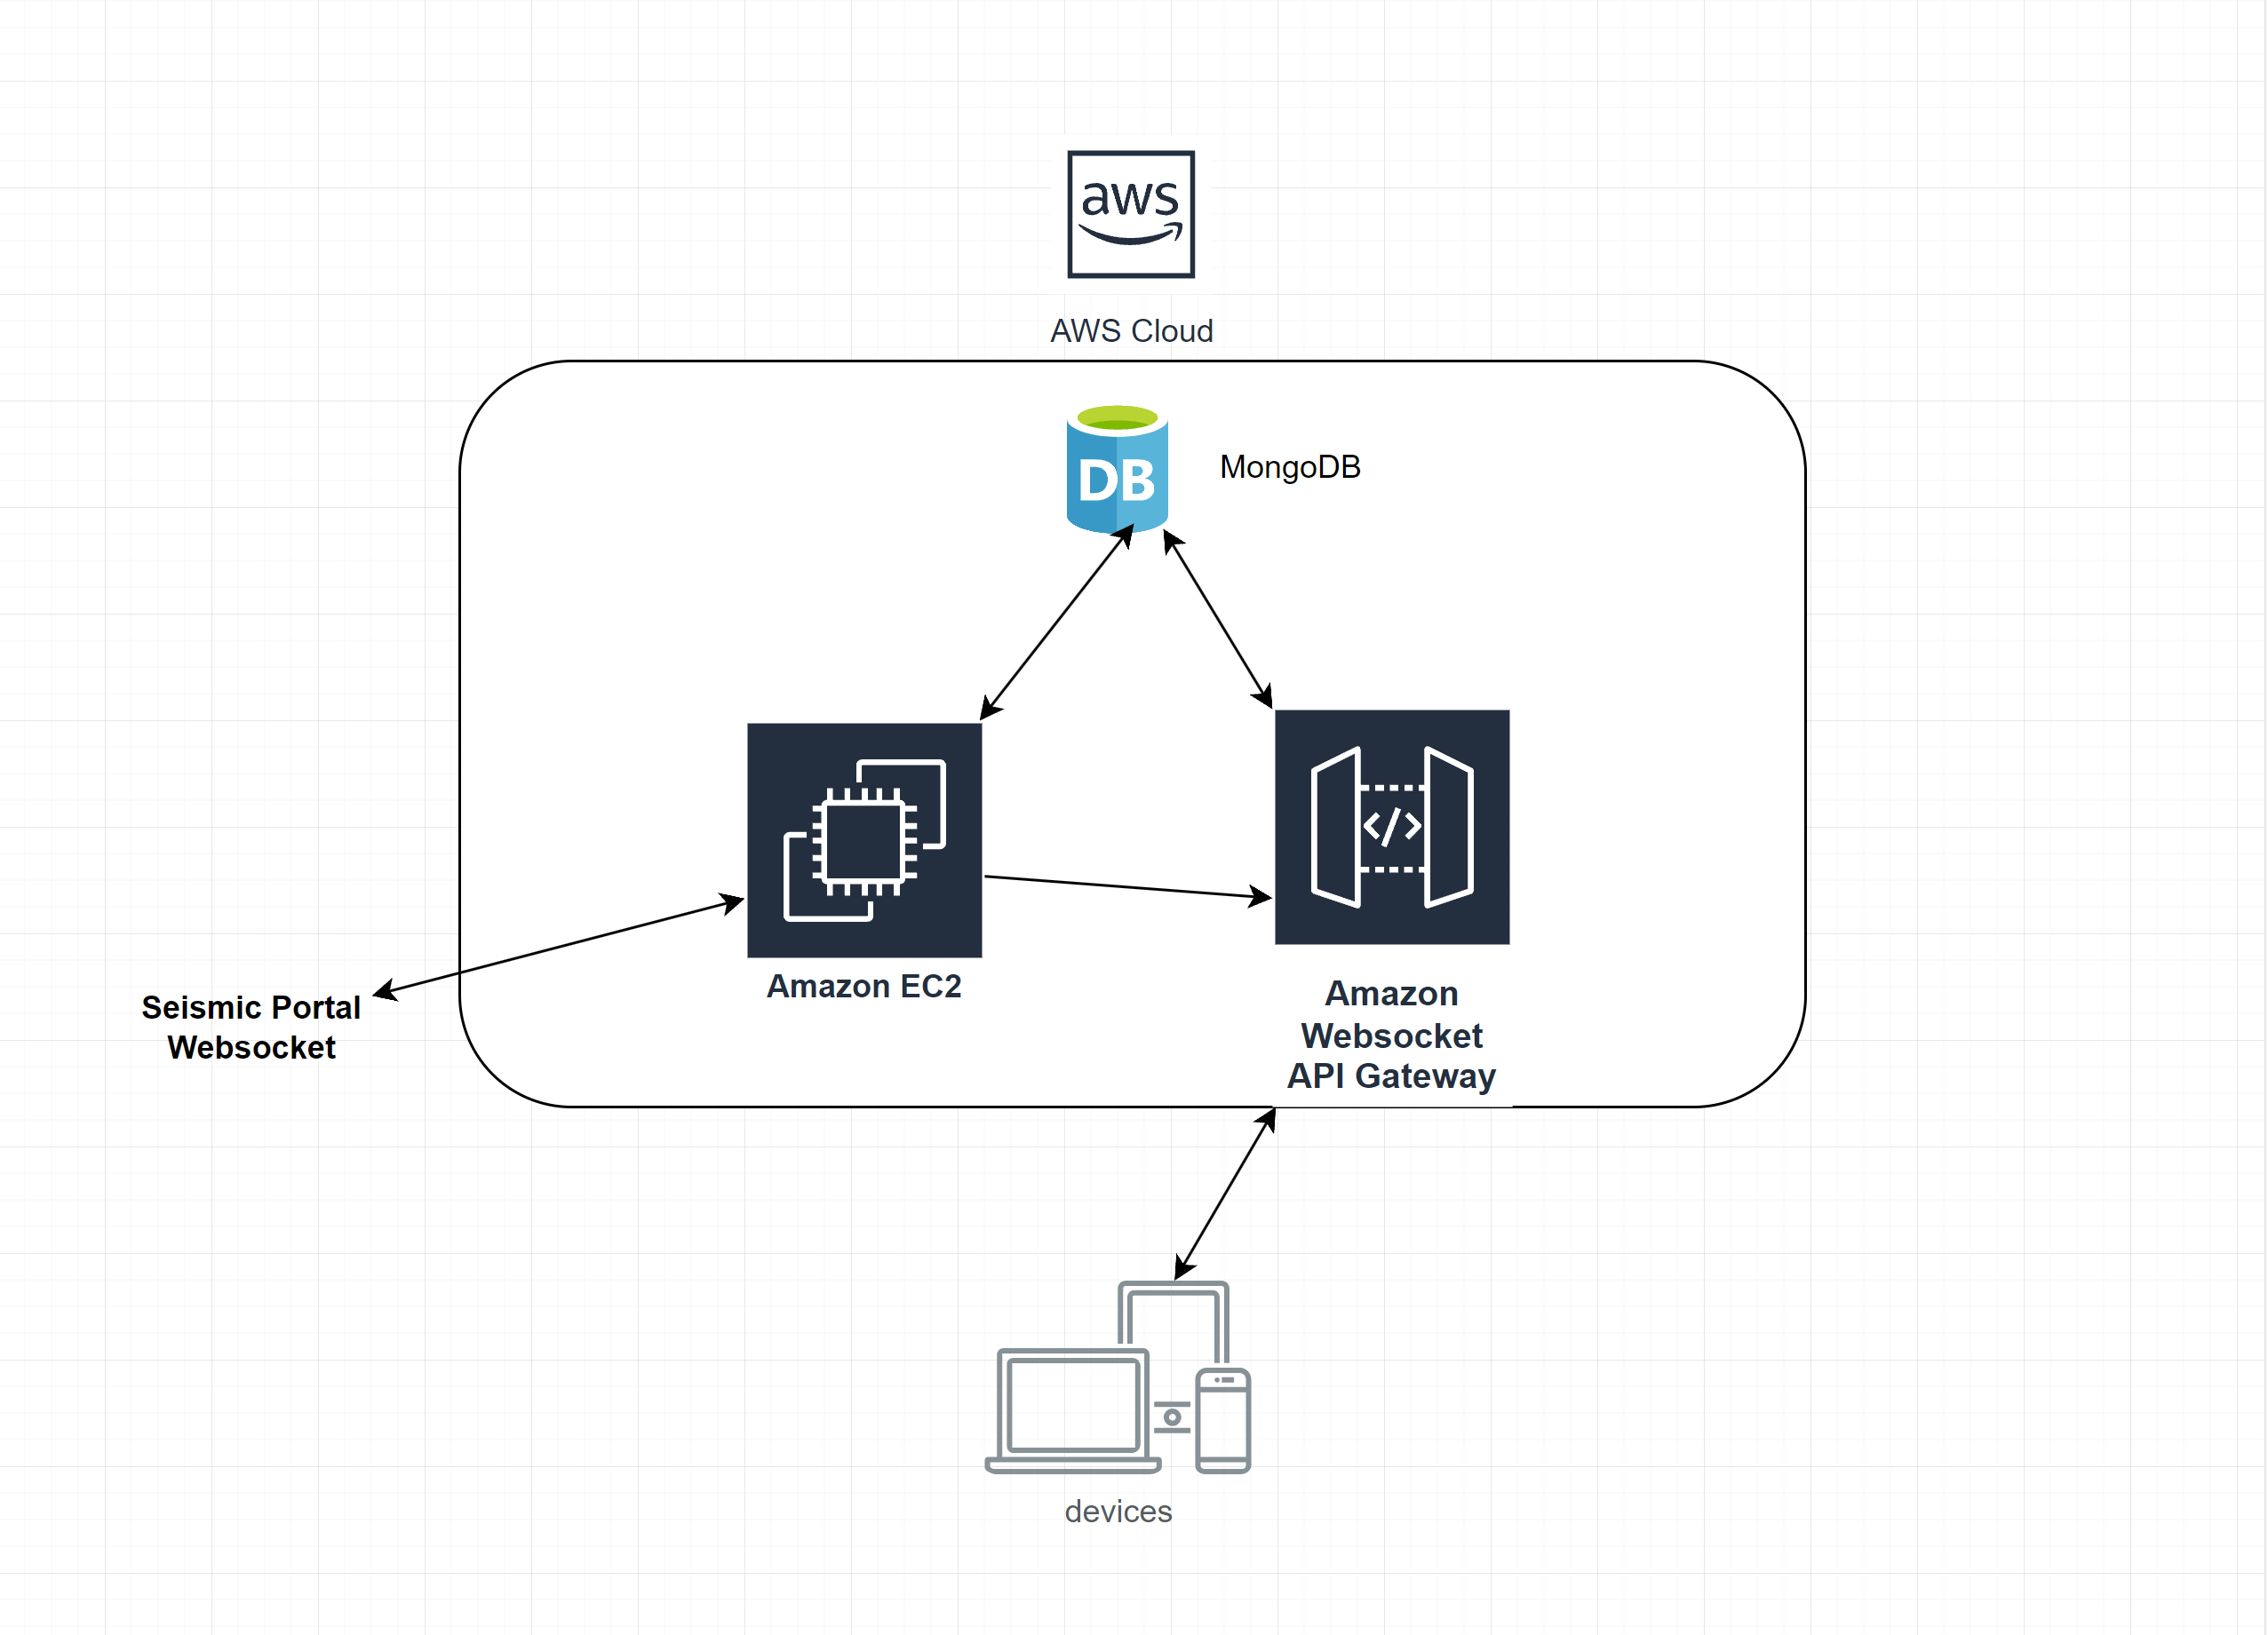 aws
AWS Cloud
DB
MongoDB
</>
Amazon EC2
Seismic Portal
Websocket
Amazon
Websocket
API Gateway
devices